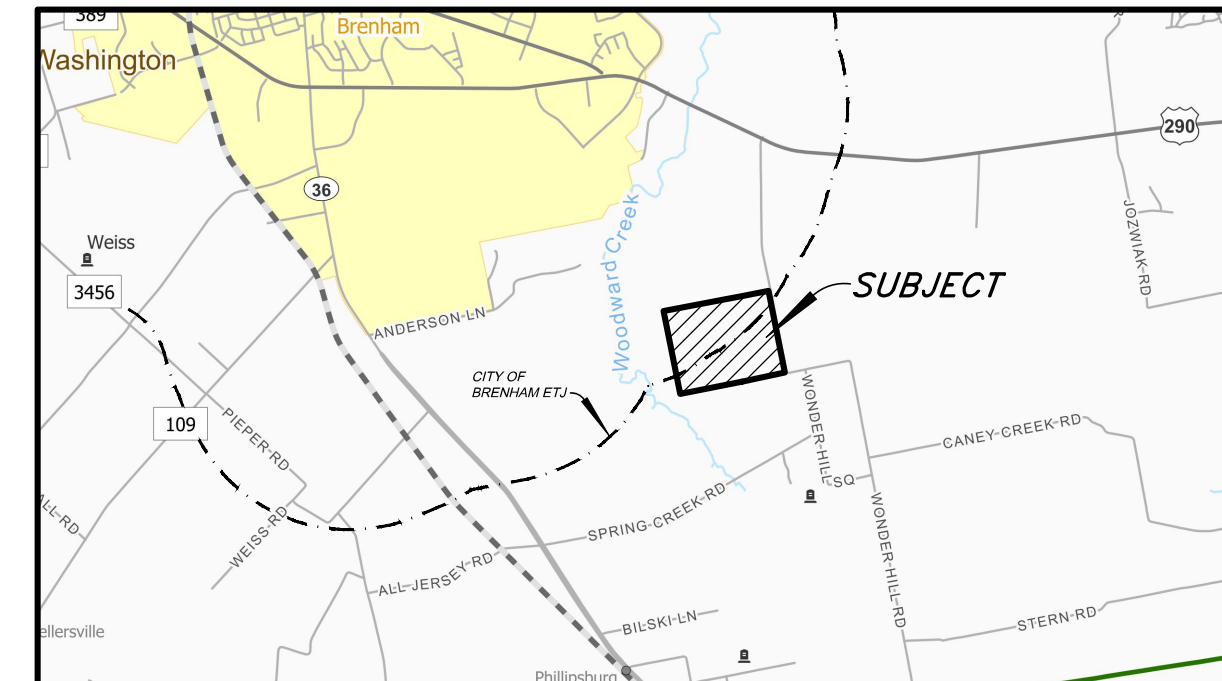 389
Brenham
Washington
290
36
JOZWIAK-RD
Weiss
3456
Woodward Creek
SUBJECT
ANDERSON-LN
CITY OF
BRENHAM ETJ
109
PIEPER-RD
WONDER-HILL
SQ
CANEY-CREEK-RD
WEISS-RD
SPRING-CREEK-RD
WONDER-HILL-RD
ALL-JERSEY-RD
STERN-RD
BILSKI-LN
ellersville
Phillipsburg